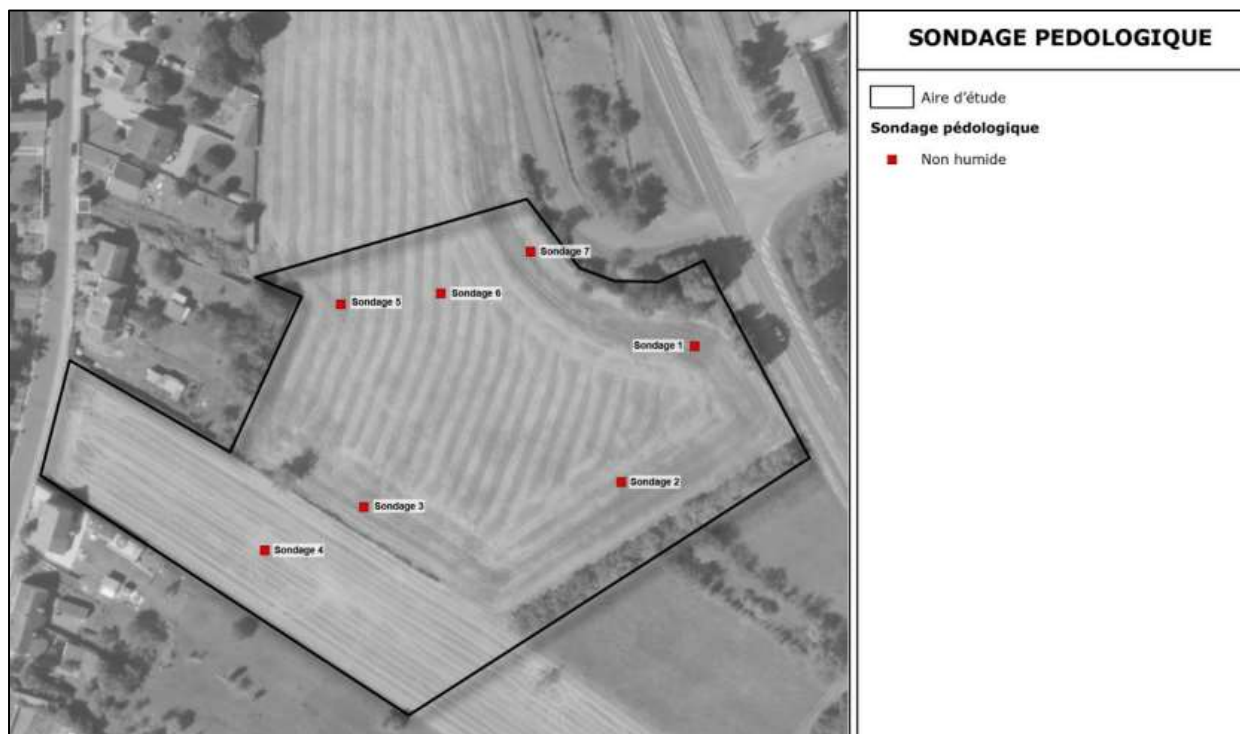 SONDAGE PEDOLOGIQUE
Aire d'étude
Sondage pédologique
Non humide
Sondage 7
Sondage 6
Sondage 5
Sondage 1
Sondage 2
Sondage 3
Sondage 4